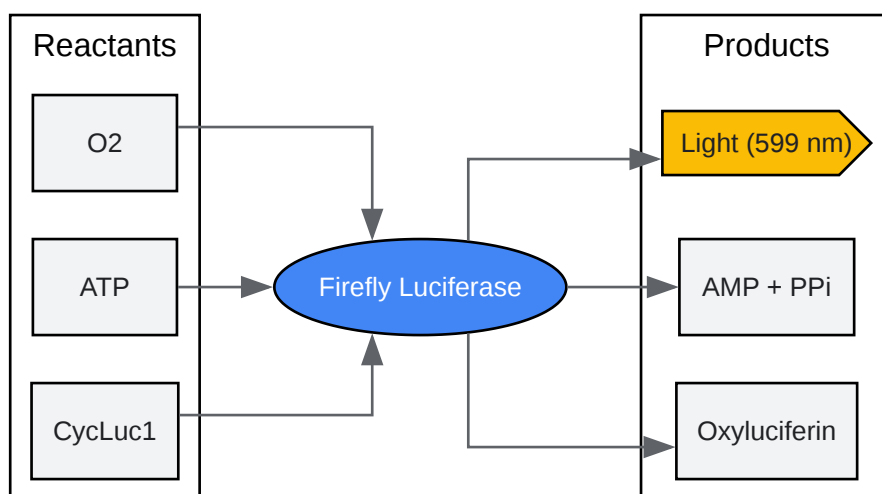 Reactants
O2
ATP
CycLuc1
Firefly Luciferase
Products
Light (599 nm)
AMP + PPi
Oxyluciferin